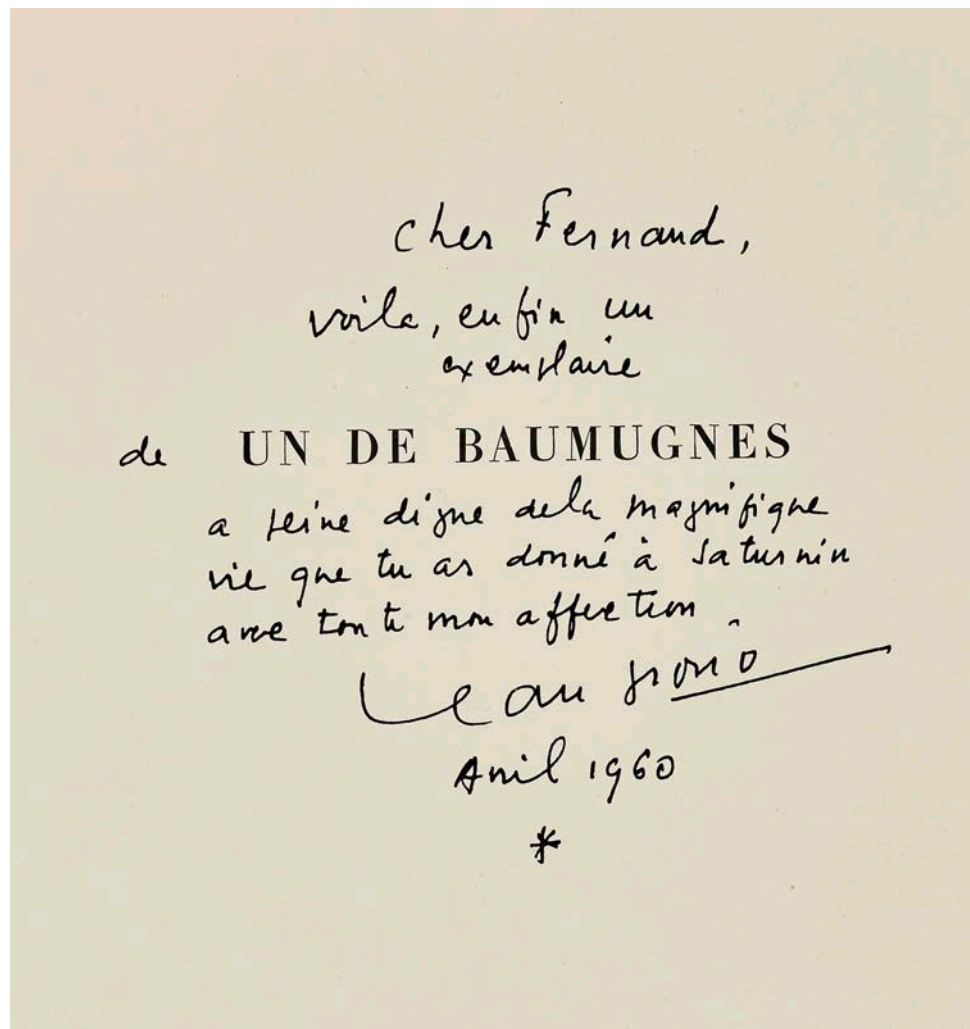 cher Fernand,
voila, enfin un
exemplaire
de UN DE BAUMUGNES
a peine digne de la magnifique
vie que tu as donné à Saturnin
avec toute mon affection
Jean Giono
Avril 1960
*